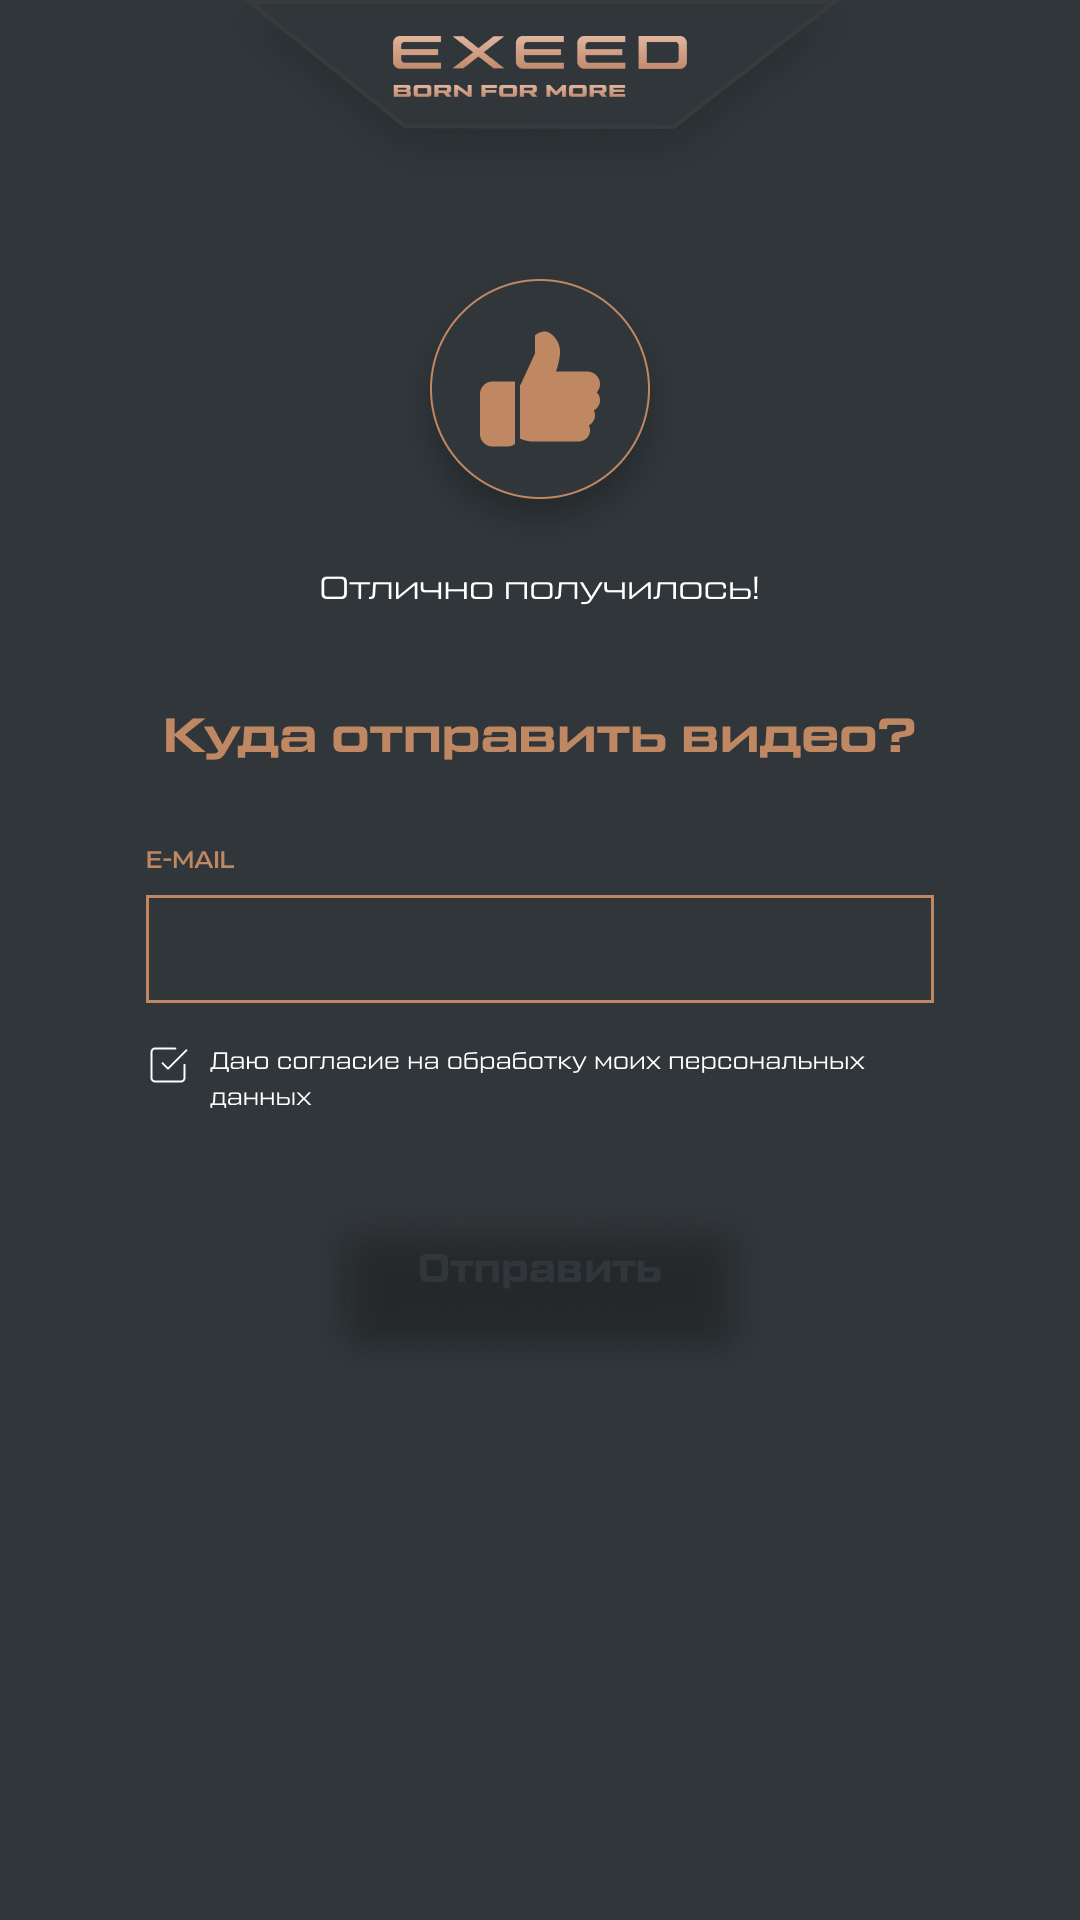 EXEED
BORN FOR MORE
Отлично получилось!
Куда отправить видео?
E-MAIL
Даю согласие на обработку моих персональных
данных
Отправить